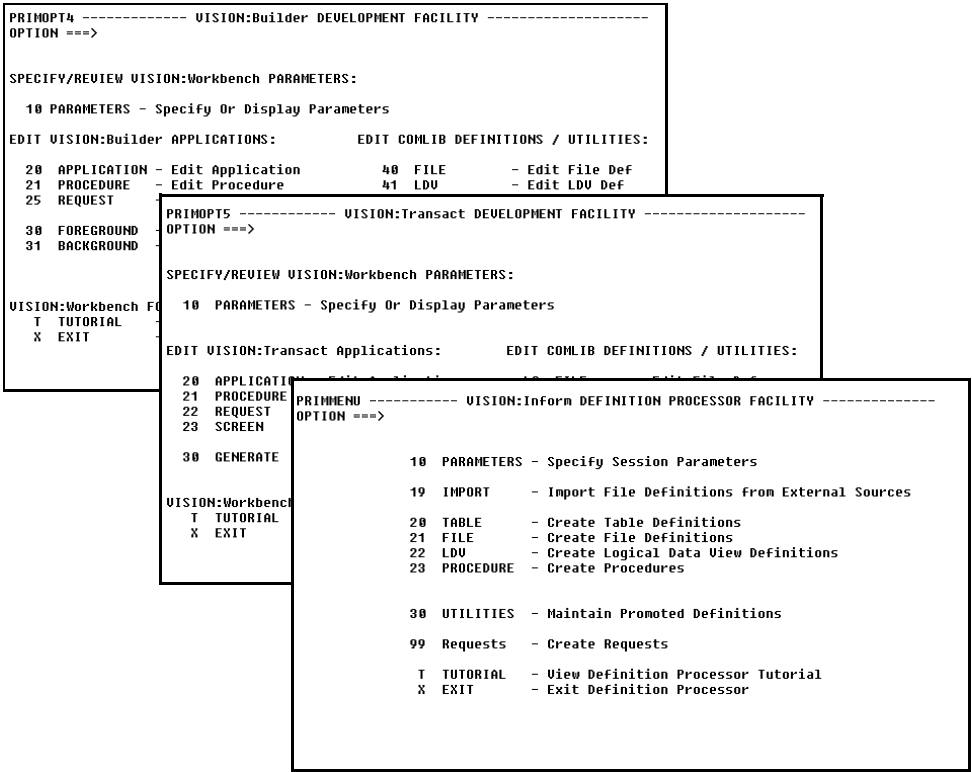 PRIMOPT4 ------------- VISION:Builder DEVELOPMENT FACILITY --------------------
OPTION ===>
SPECIFY/REVIEW VISION:Workbench PARAMETERS:
10 PARAMETERS - Specify Or Display Parameters
EDIT VISION:Builder APPLICATIONS: EDIT COMLIB DEFINITIONS / UTILITIES:
20 APPLICATION - Edit Application 40 FILE - Edit File Def
21 PROCEDURE - Edit Procedure 41 LDV - Edit LDV Def
25 REQUEST -
30 FOREGROUND -
31 BACKGROUND -
VISION:Workbench FO
T TUTORIAL -
X EXIT -
PRIMOPT5 ------------ VISION:Transact DEVELOPMENT FACILITY --------------------
OPTION ===>
SPECIFY/REVIEW VISION:Workbench PARAMETERS:
10 PARAMETERS - Specify Or Display Parameters
EDIT VISION:Transact Applications: EDIT COMLIB DEFINITIONS / UTILITIES:
20 APPLICATION
21 PROCEDURE
22 REQUEST
23 SCREEN
30 GENERATE
VISION:Workbench
T TUTORIAL
X EXIT
PRIMMENU ----------- VISION:Inform DEFINITION PROCESSOR FACILITY --------------
OPTION ===>
10 PARAMETERS - Specify Session Parameters
19 IMPORT - Import File Definitions from External Sources
20 TABLE - Create Table Definitions
21 FILE - Create File Definitions
22 LDV - Create Logical Data View Definitions
23 PROCEDURE - Create Procedures
30 UTILITIES - Maintain Promoted Definitions
99 Requests - Create Requests
T TUTORIAL - View Definition Processor Tutorial
X EXIT - Exit Definition Processor